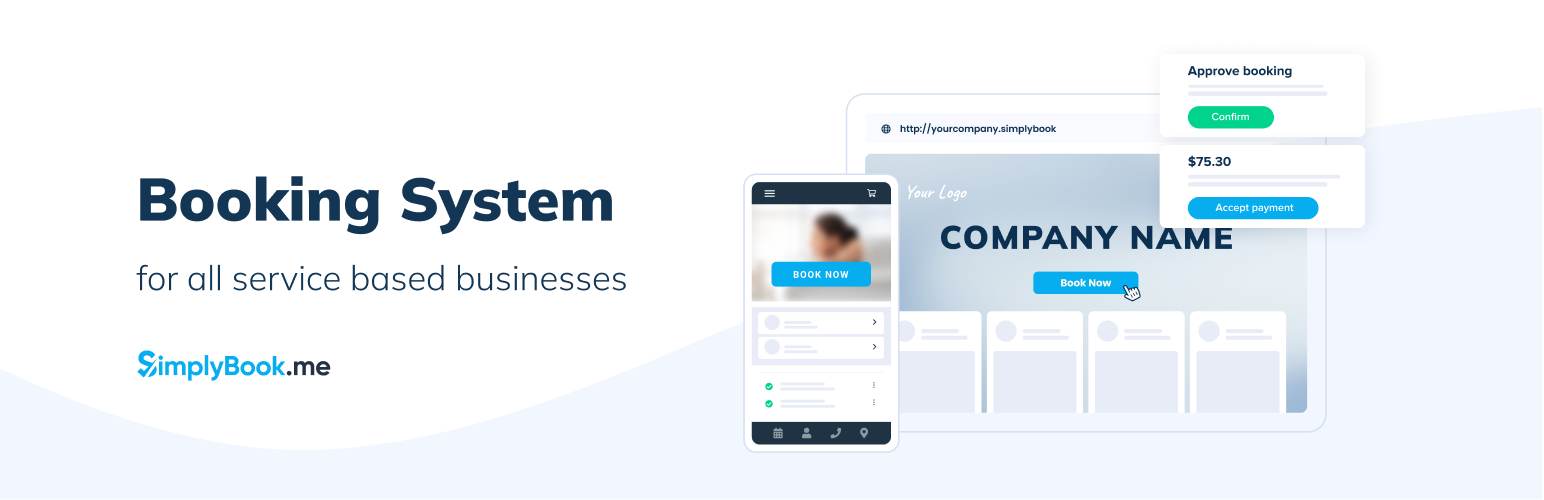 Booking System
for all service based businesses
SimplyBook.me
BOOK NOW
http://yourcompany.simplybook
Your Logo
COMPANY NAME
Book Now
Approve booking
Confirm
$75.30
Accept payment